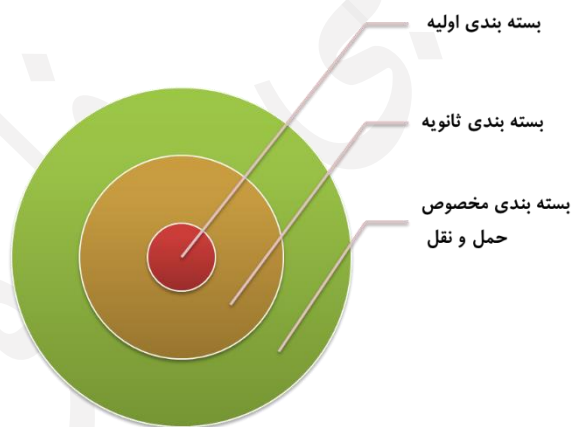 بسته بندی اولیه
بسته بندی ثانویه
بسته بندی مخصوص
حمل و نقل